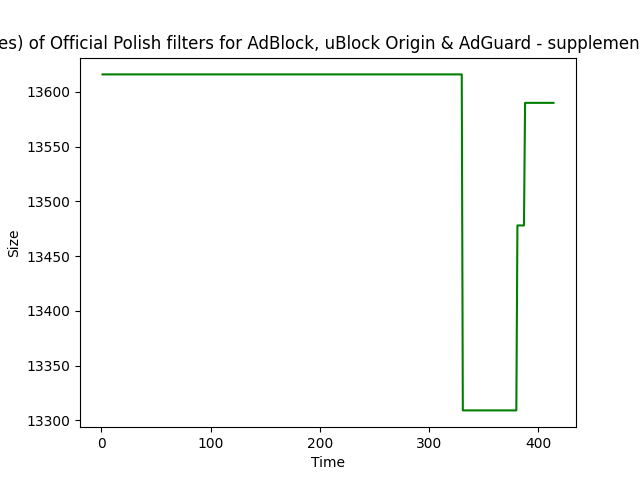 es) of Official Polish filters for AdBlock, uBlock Origin & AdGuard - supplemen
13600
13550
13500
13450
13400
13350
13300
Size
0 100 200 300 400
Time